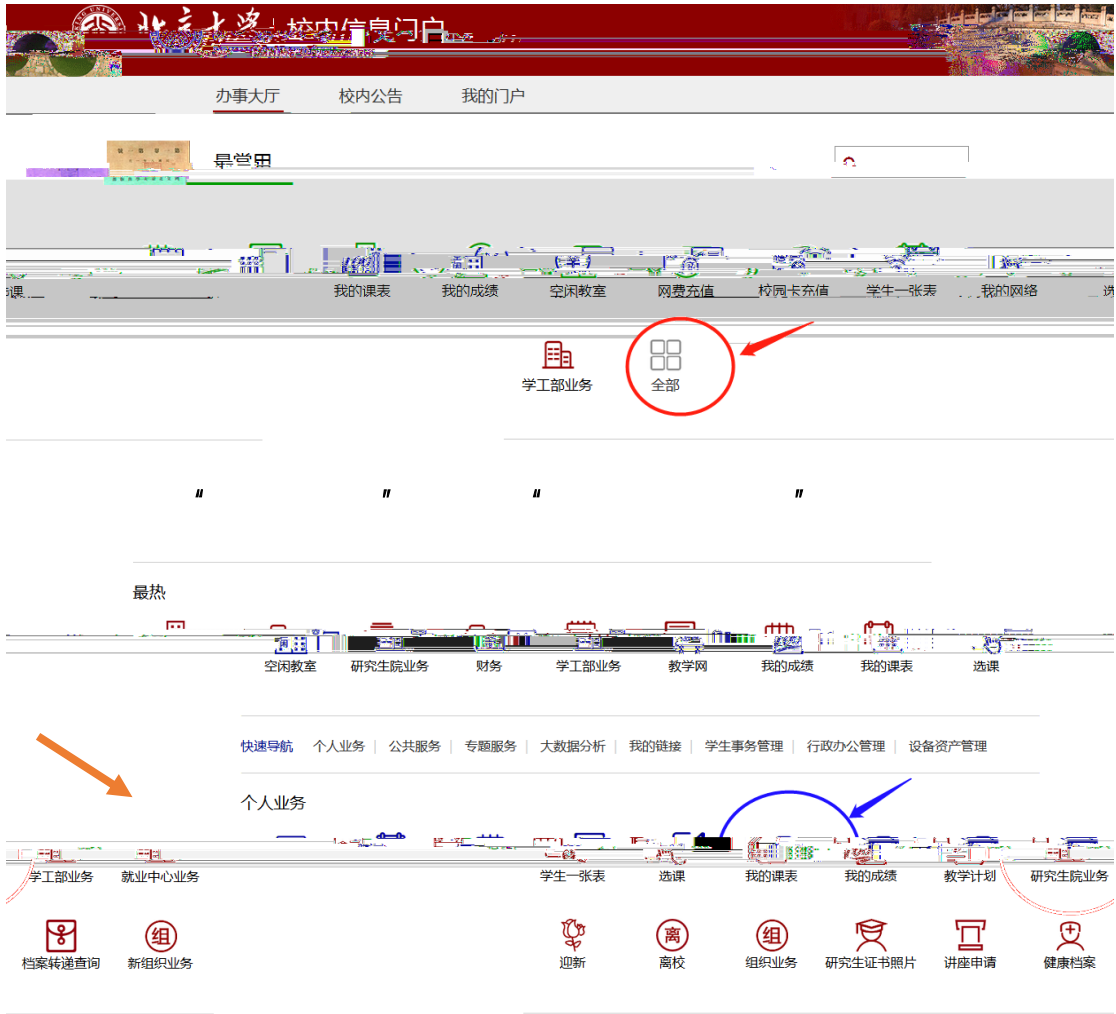 北京大学 校内信息门户
办事大厅 校内公告 我的门户
最常用
课 我的课表 我的成绩 空闲教室 网费充值 校园卡充值 学生一张表 我的网络 选
学工部业务 全部
" " " "
最热
空闲教室 研究生院业务 财务 学工部业务 教学网 我的成绩 我的课表 选课
快速导航 个人业务 | 公共服务 | 专题服务 | 大数据分析 | 我的链接 | 学生事务管理 | 行政办公管理 | 设备资产管理
个人业务
学工部业务 就业中心业务 学生一张表 选课 我的课表 我的成绩 教学计划 研究生院业务
组 离 组
档案转递查询 新组织业务 迎新 离校 组织业务 研究生证书照片 讲座申请 健康档案